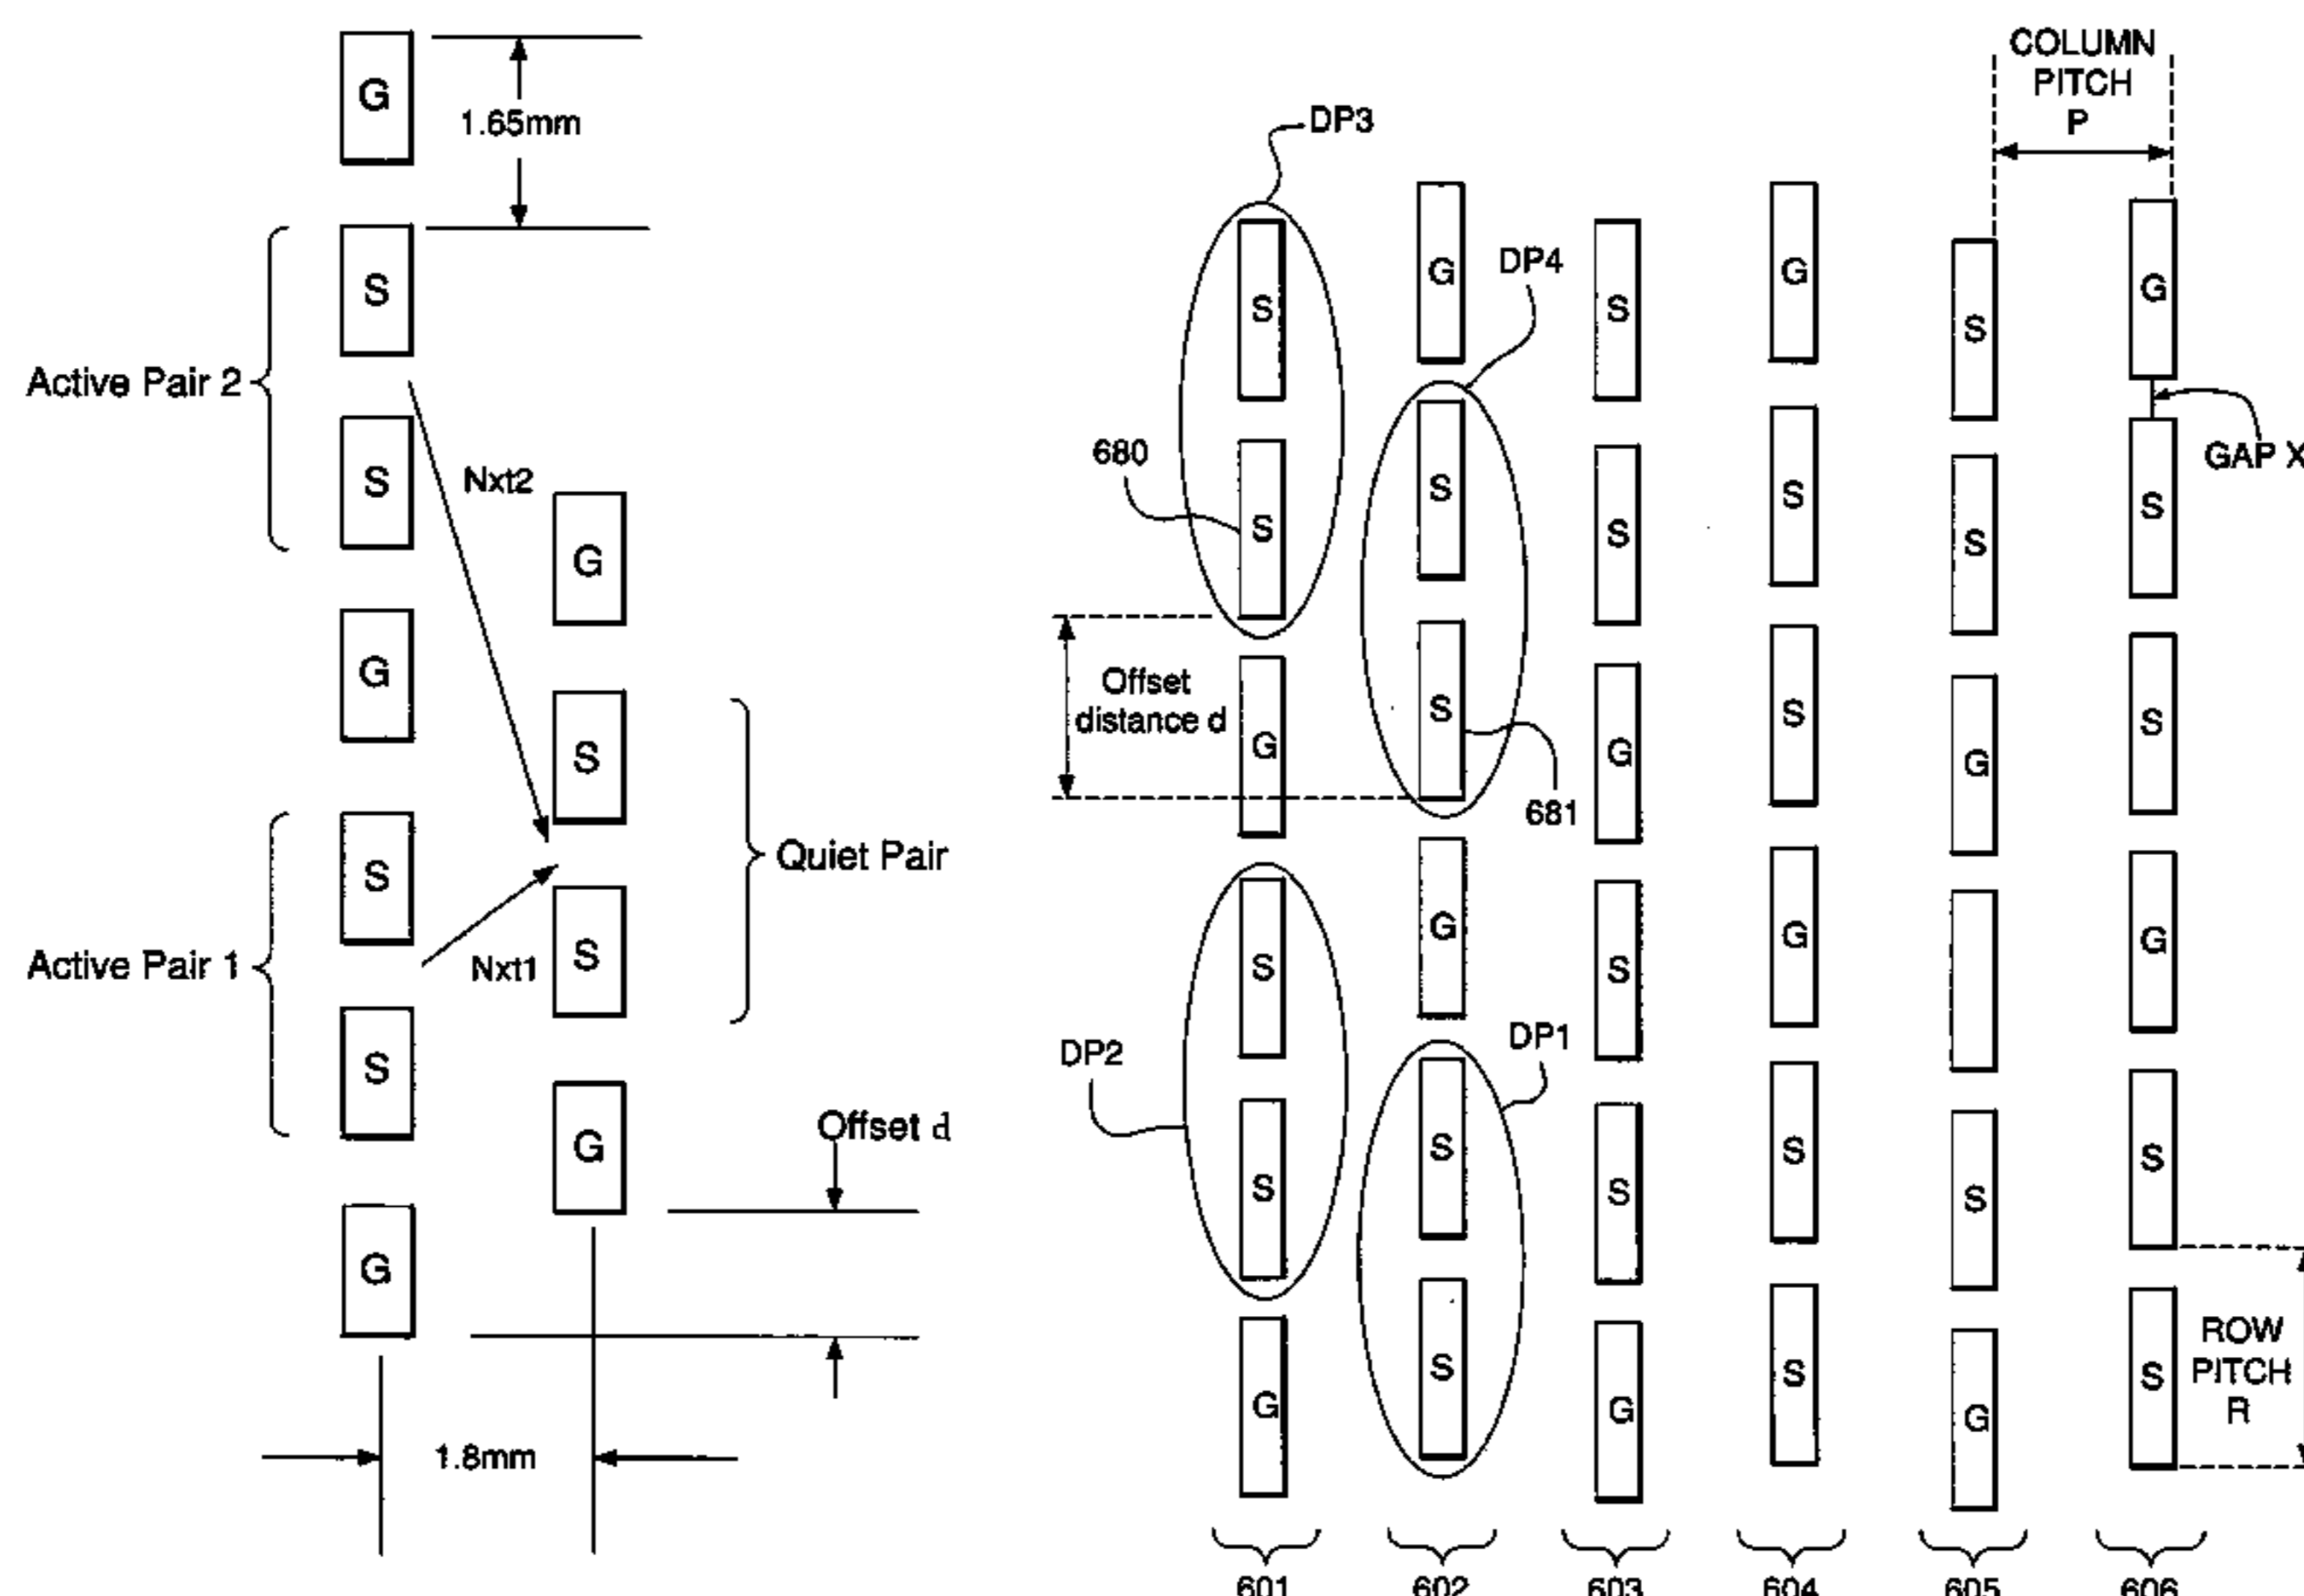 G
1.65mm
S
Active Pair 2
S
Nxt2
G
G
S
Quiet Pair
S
Active Pair 1
Nxt1
S
S
Offset d
G
G
1.8mm
COLUMN
PITCH
P
DP3
DP4
GAP X
680
681
Offset
distance d
DP2
DP1
S
S
G
S
S
G
G
S
S
G
S
S
S
S
G
S
S
G
G
S
S
G
S
S
S
S
G
S
G
G
S
S
G
S
S
ROW
PITCH
R
601
602
603
604
605
606